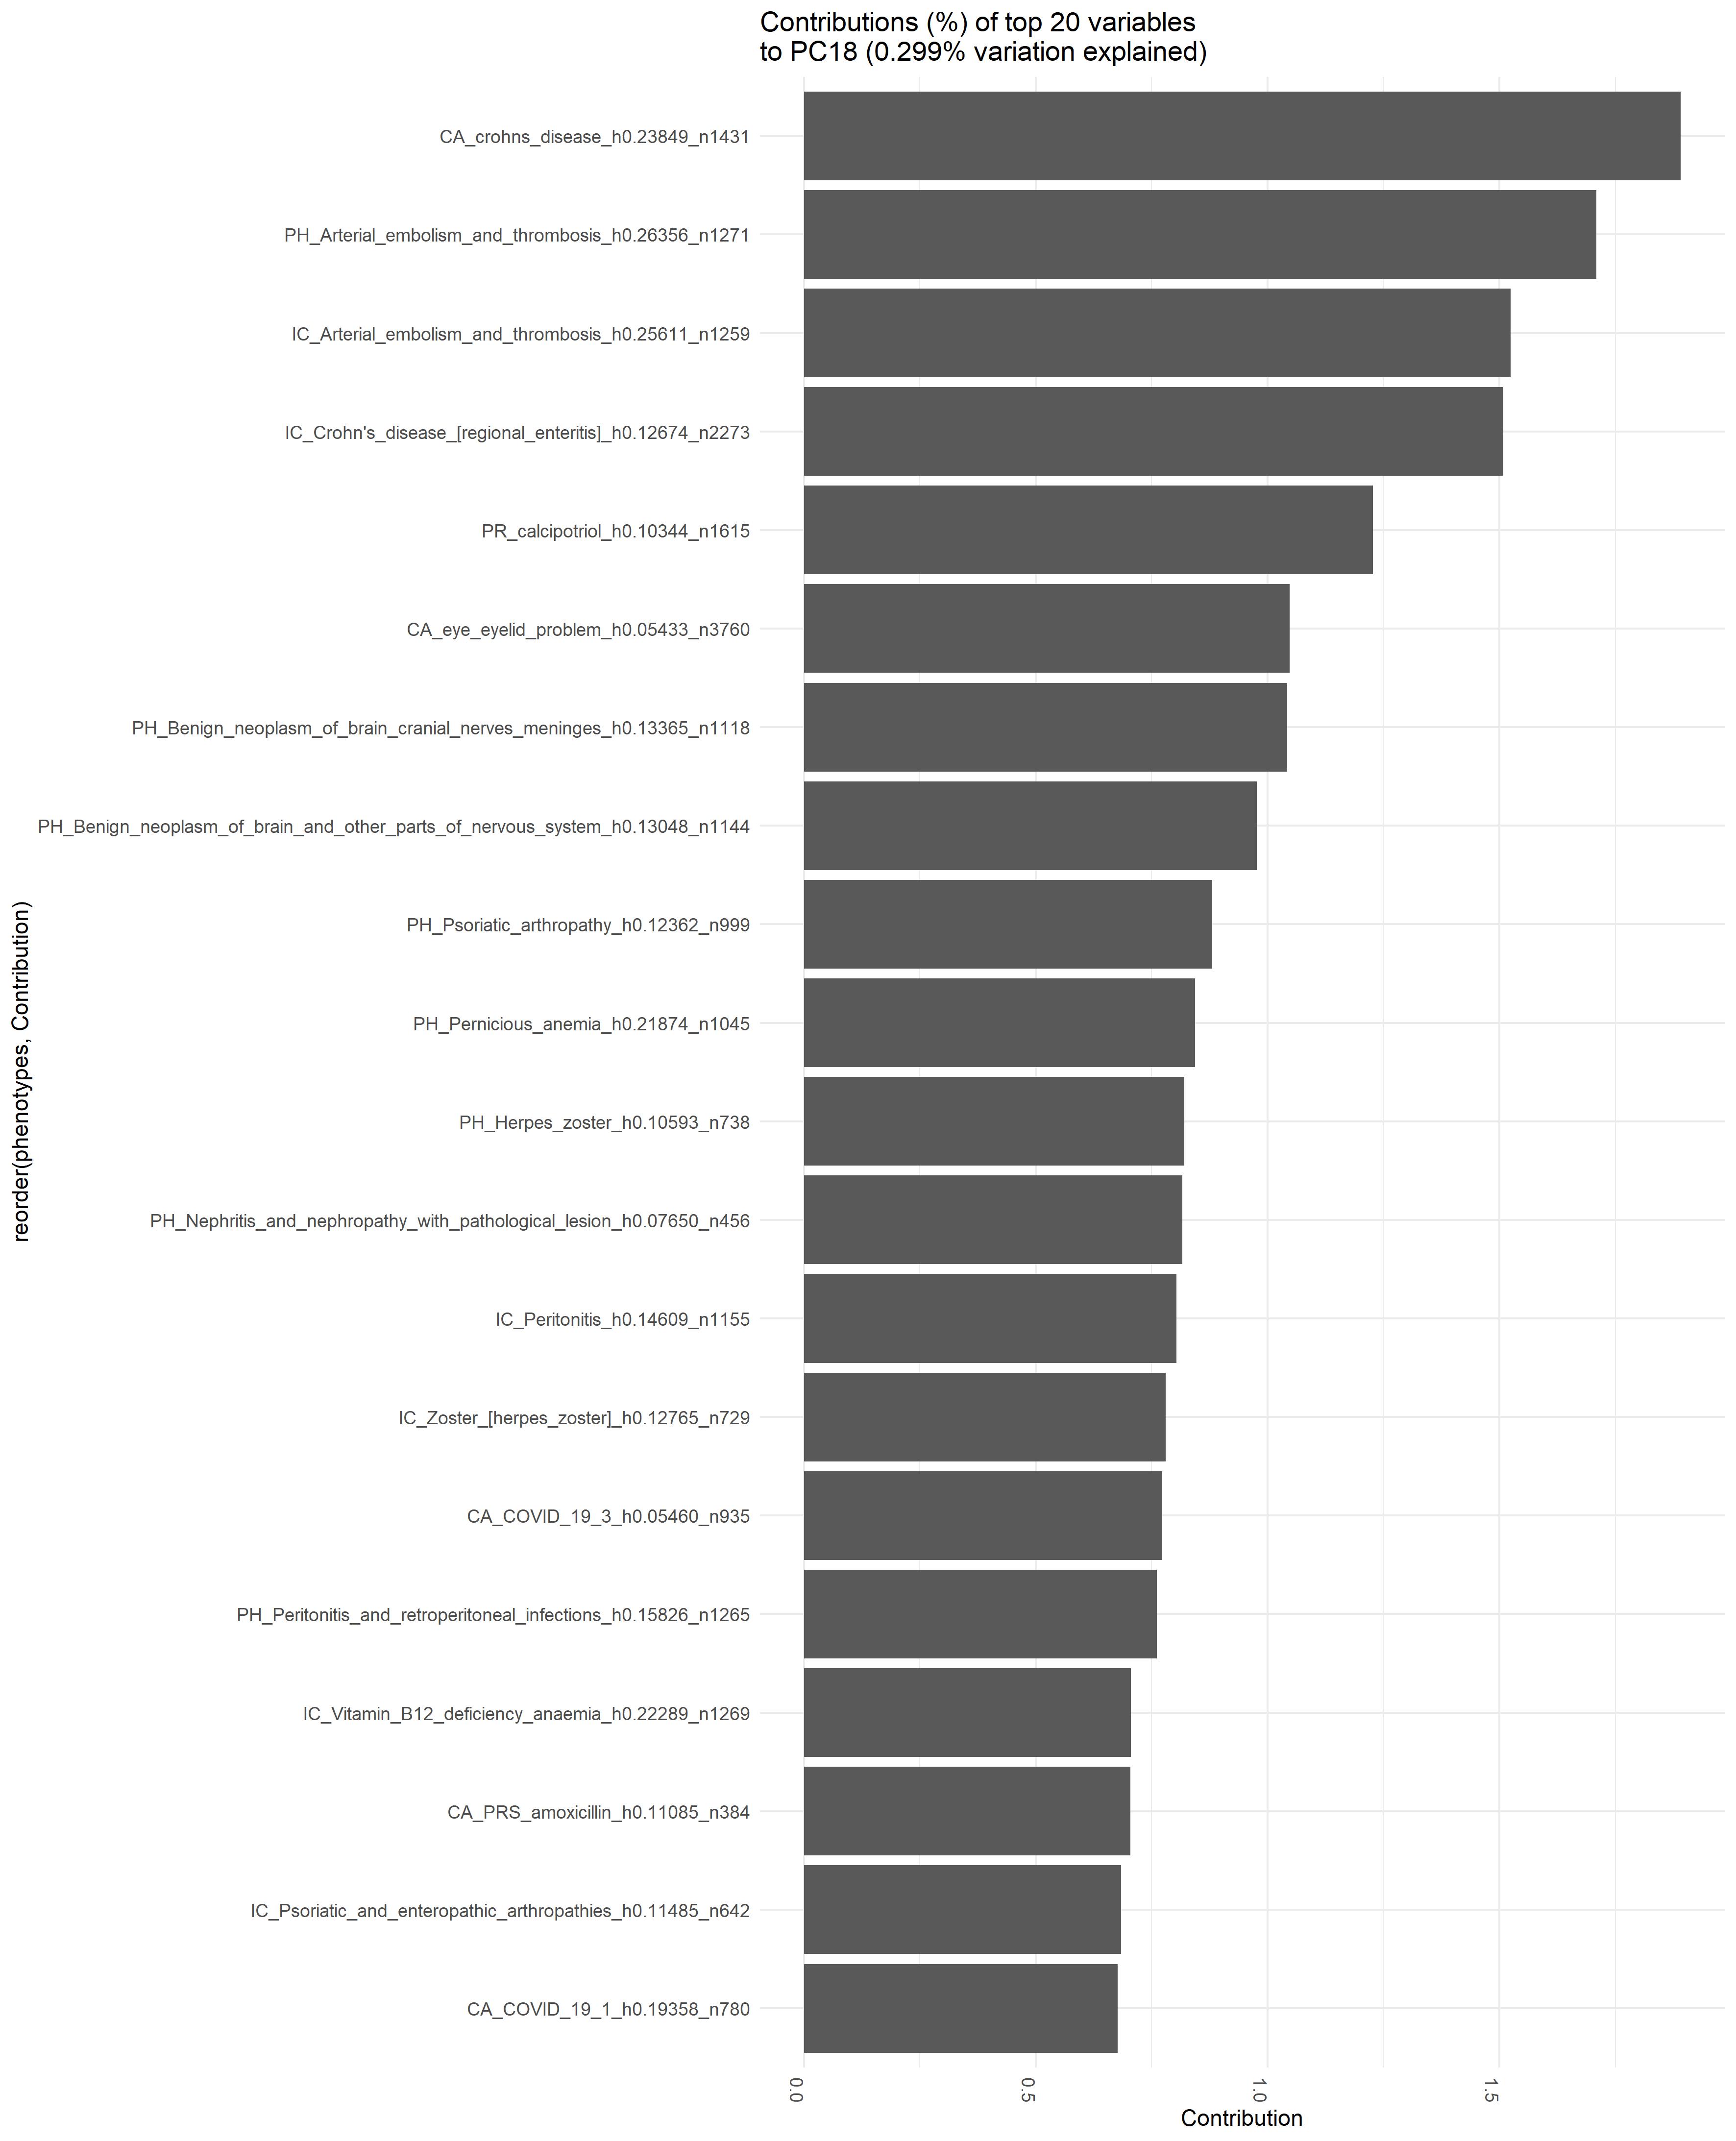 Contributions (%) of top 20 variables
to PC18 (0.299% variation explained)
CA_crohns_disease_h0.23849_n1431
PH_Arterial_embolism_and_thrombosis_h0.26356_n1271
IC_Arterial_embolism_and_thrombosis_h0.25611_n1259
IC_Crohn's_disease_[regional_enteritis]_h0.12674_n2273
PR_calcipotriol_h0.10344_n1615
CA_eye_eyelid_problem_h0.05433_n3760
PH_Benign_neoplasm_of_brain_cranial_nerves_meninges_h0.13365_n1118
PH_Benign_neoplasm_of_brain_and_other_parts_of_nervous_system_h0.13048_n1144
PH_Psoriatic_arthropathy_h0.12362_n999
PH_Pernicious_anemia_h0.21874_n1045
PH_Herpes_zoster_h0.10593_n738
PH_Nephritis_and_nephropathy_with_pathological_lesion_h0.07650_n456
IC_Peritonitis_h0.14609_n1155
IC_Zoster_[herpes_zoster]_h0.12765_n729
CA_COVID_19_3_h0.05460_n935
PH_Peritonitis_and_retroperitoneal_infections_h0.15826_n1265
IC_Vitamin_B12_deficiency_anaemia_h0.22289_n1269
CA_PRS_amoxicillin_h0.11085_n384
IC_Psoriatic_and_enteropathic_arthropathies_h0.11485_n642
CA_COVID_19_1_h0.19358_n780
reorder(phenotypes, Contribution)
0.0
0.5
1.0
1.5
Contribution